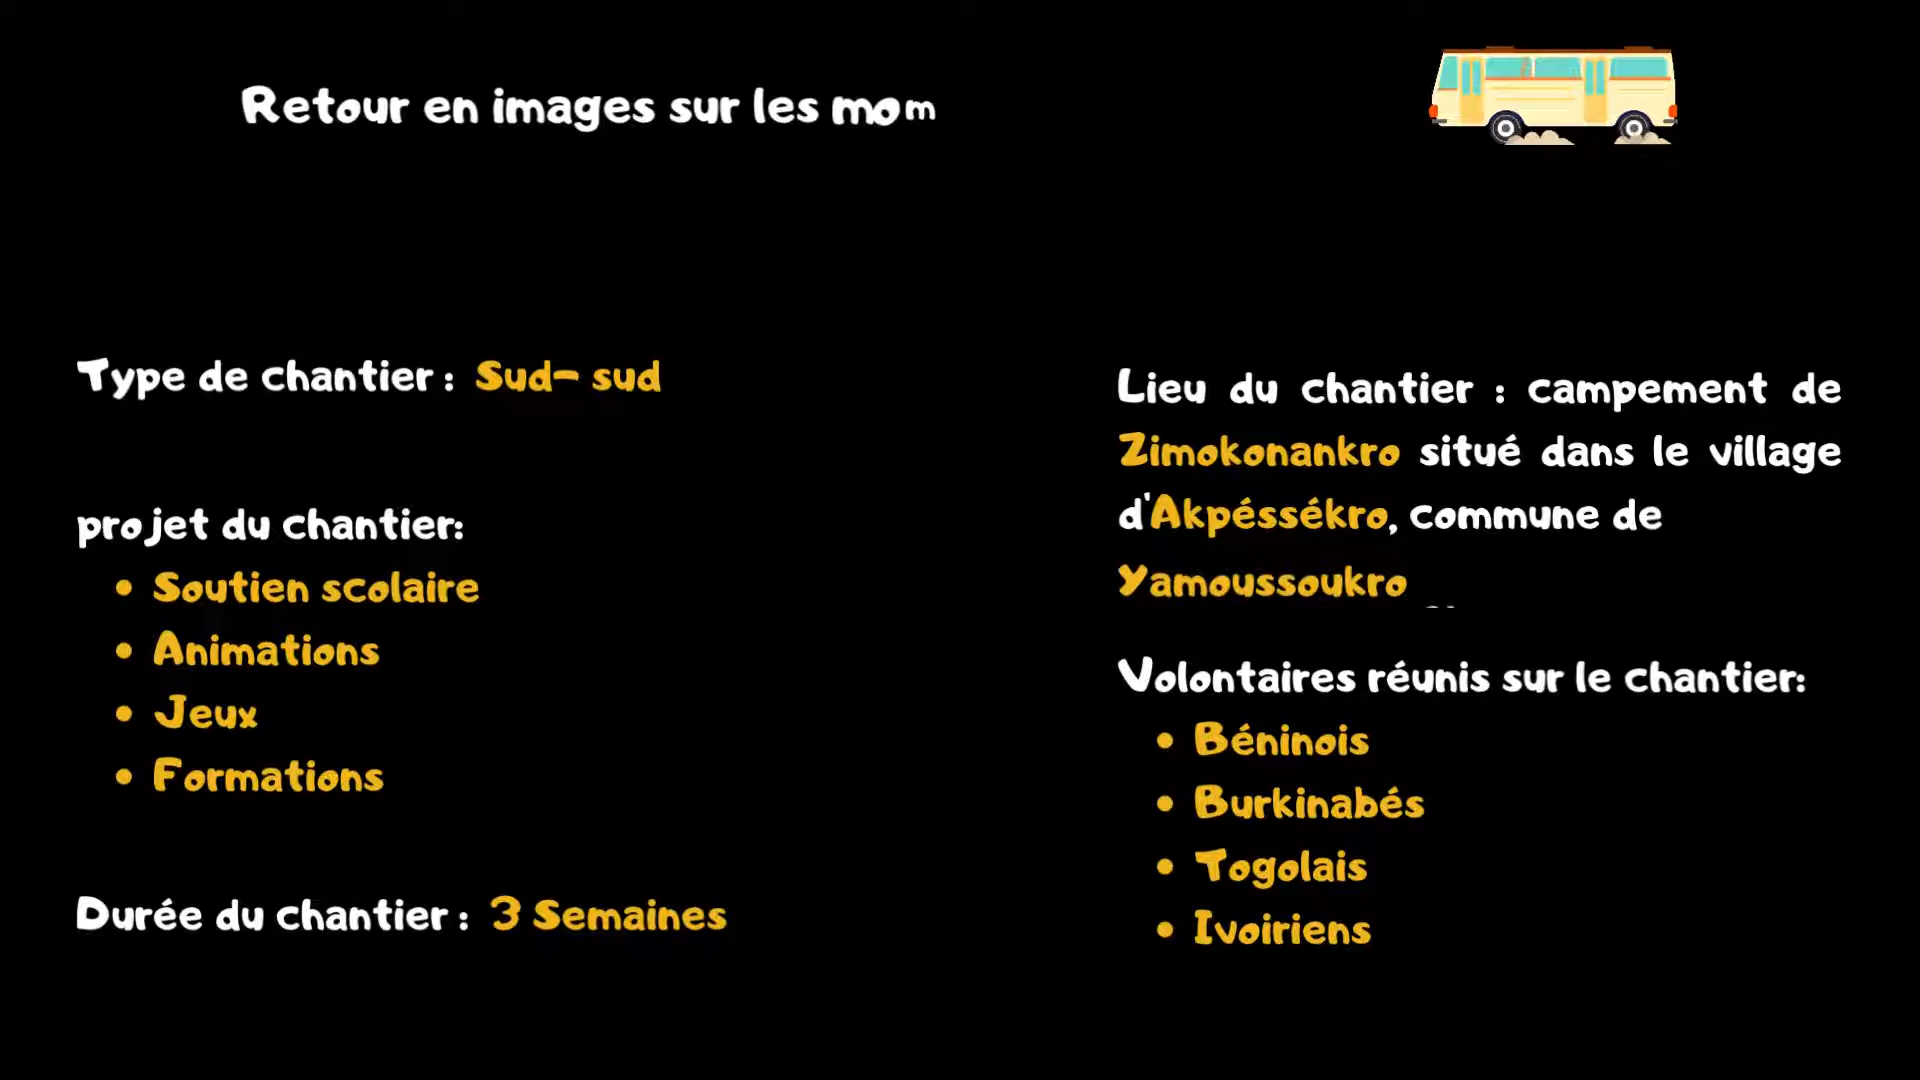 Retour en images sur les mom
Type de chantier : Sud- sud
projet du chantier:
• Soutien scolaire
• Animations
• Jeux
• Formations
Durée du chantier : 3 Semaines
Lieu du chantier : campement de
Zimokonankro situé dans le village
d'Akpéssékro, commune de
Yamoussoukro
Volontaires réunis sur le chantier:
• Béninois
• Burkinabés
• Togolais
• Ivoiriens